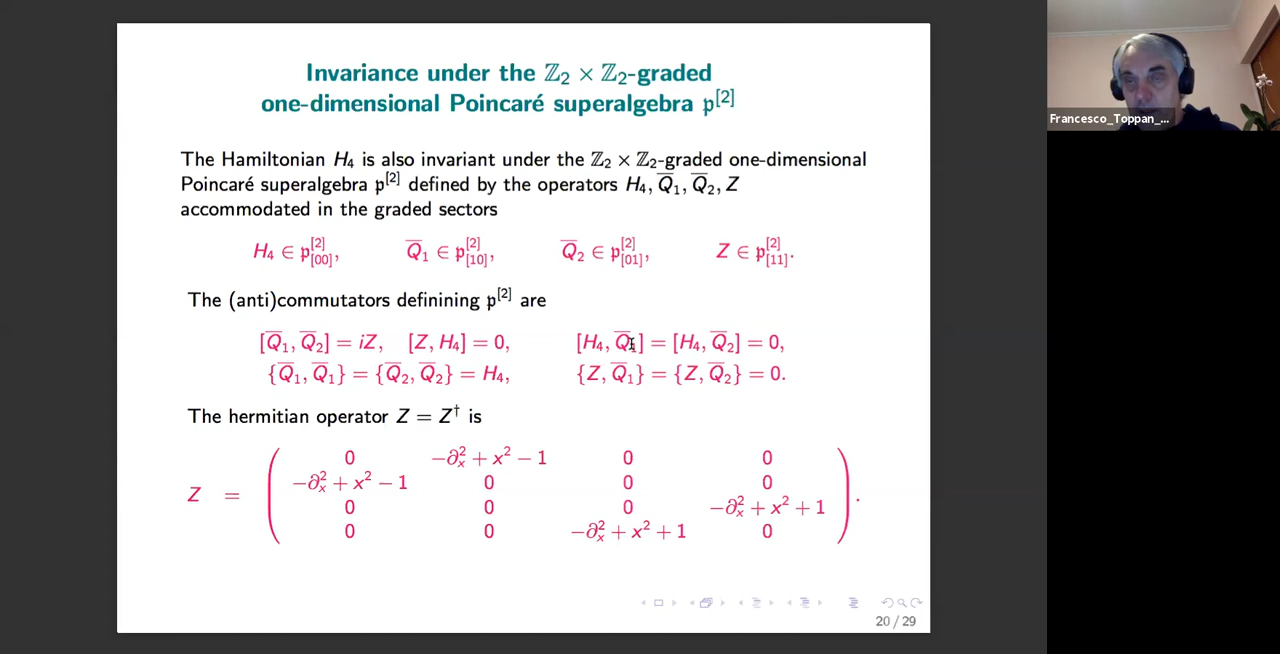 Invariance under the ℤ₂ × ℤ₂-graded
one-dimensional Poincaré superalgebra 𝔭^[2]
The Hamiltonian H₄ is also invariant under the ℤ₂ × ℤ₂-graded one-dimensional
Poincaré superalgebra 𝔭^[2] defined by the operators H₄, Q̅₁, Q̅₂, Z
accommodated in the graded sectors
H₄ ∈ 𝔭^[2]_[00], Q̅₁ ∈ 𝔭^[2]_[10], Q̅₂ ∈ 𝔭^[2]_[01], Z ∈ 𝔭^[2]_[11].
The (anti)commutators definining 𝔭^[2] are
[Q̅₁, Q̅₂] = iZ, [Z, H₄] = 0, [H₄, Q̅₁] = [H₄, Q̅₂] = 0,
{Q̅₁, Q̅₁} = {Q̅₂, Q̅₂} = H₄, {Z, Q̅₁} = {Z, Q̅₂} = 0.
The hermitian operator Z = Z† is
0 −∂ₓ² + x² − 1 0 0
−∂ₓ² + x² − 1 0 0 0
Z = 0 0 0 −∂ₓ² + x² + 1 .
0 0 −∂ₓ² + x² + 1 0
20 / 29
Francesco_Toppan_...